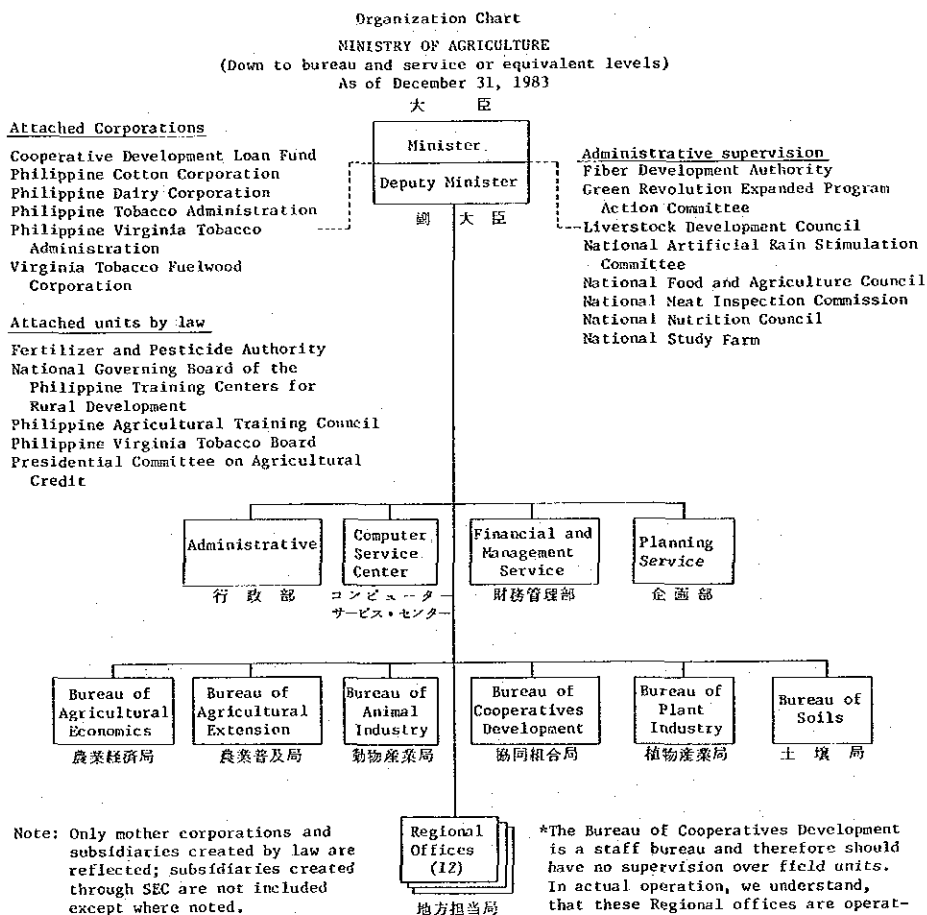 Organization Chart
MINISTRY OF AGRICULTURE
(Down to bureau and service or equivalent levels)
As of December 31, 1983
大 臣
Minister
Deputy Minister
副 大 臣
Attached Corporations
Cooperative Development Loan Fund
Philippine Cotton Corporation
Philippine Dairy Corporation
Philippine Tobacco Administration
Philippine Virginia Tobacco
Administration
Virginia Tobacco Fuelwood
Corporation
Attached units by law
Fertilizer and Pesticide Authority
National Governing Board of the
Philippine Training Centers for
Rural Development
Philippine Agricultural Training Council
Philippine Virginia Tobacco Board
Presidential Committee on Agricultural
Credit
Administrative supervision
Fiber Development Authority
Green Revolution Expanded Program
Action Committee
Liverstock Development Council
National Artificial Rain Stimulation
Committee
National Food and Agriculture Council
National Meat Inspection Commission
National Nutrition Council
National Study Farm
Administrative
行 政 部
Computer
Service
Center
コンピューター
サービス・センター
Financial and
Management
Service
財務管理部
Planning
Service
企 画 部
Bureau of
Agricultural
Economics
農業経済局
Bureau of
Agricultural
Extension
農業普及局
Bureau of
Animal
Industry
動物産業局
Bureau of
Cooperatives
Development
協同組合局
Bureau of
Plant
Industry
植物産業局
Bureau of
Soils
土 壌 局
Note: Only mother corporations and
subsidiaries created by law are
reflected; subsidiaries created
through SEC are not included
except where noted.
Regional
Offices
(12)
地方担当局
*The Bureau of Cooperatives Development
is a staff bureau and therefore should
have no supervision over field units.
In actual operation, we understand,
that these Regional offices are operat-